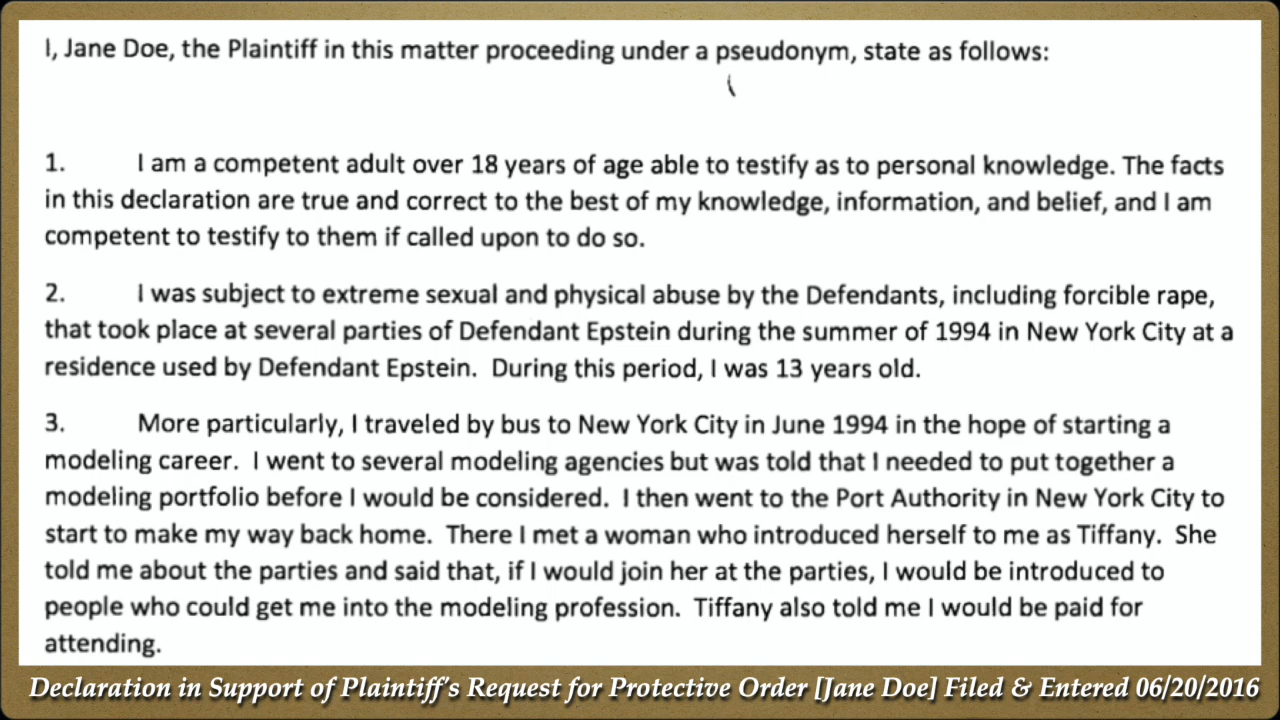 I, Jane Doe, the Plaintiff in this matter proceeding under a pseudonym, state as follows:
1. I am a competent adult over 18 years of age able to testify as to personal knowledge. The facts
in this declaration are true and correct to the best of my knowledge, information, and belief, and I am
competent to testify to them if called upon to do so.
2. I was subject to extreme sexual and physical abuse by the Defendants, including forcible rape,
that took place at several parties of Defendant Epstein during the summer of 1994 in New York City at a
residence used by Defendant Epstein. During this period, I was 13 years old.
3. More particularly, I traveled by bus to New York City in June 1994 in the hope of starting a
modeling career. I went to several modeling agencies but was told that I needed to put together a
modeling portfolio before I would be considered. I then went to the Port Authority in New York City to
start to make my way back home. There I met a woman who introduced herself to me as Tiffany. She
told me about the parties and said that, if I would join her at the parties, I would be introduced to
people who could get me into the modeling profession. Tiffany also told me I would be paid for
attending.
Declaration in Support of Plaintiff's Request for Protective Order [Jane Doe] Filed & Entered 06/20/2016